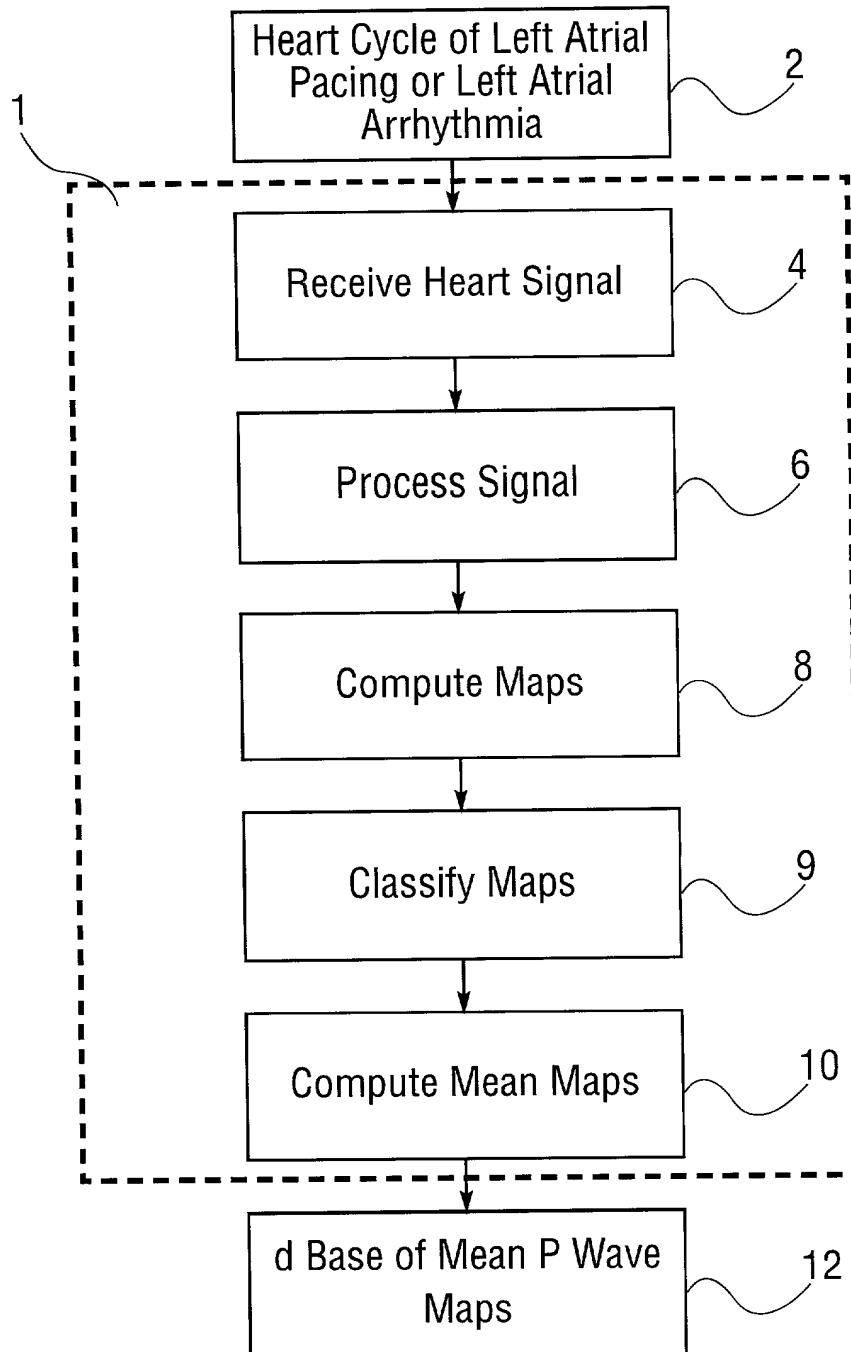 Heart Cycle of Left Atrial
Pacing or Left Atrial
Arrhythmia
2
1
Receive Heart Signal
4
Process Signal
6
Compute Maps
8
Classify Maps
9
Compute Mean Maps
10
d Base of Mean P Wave
Maps
12